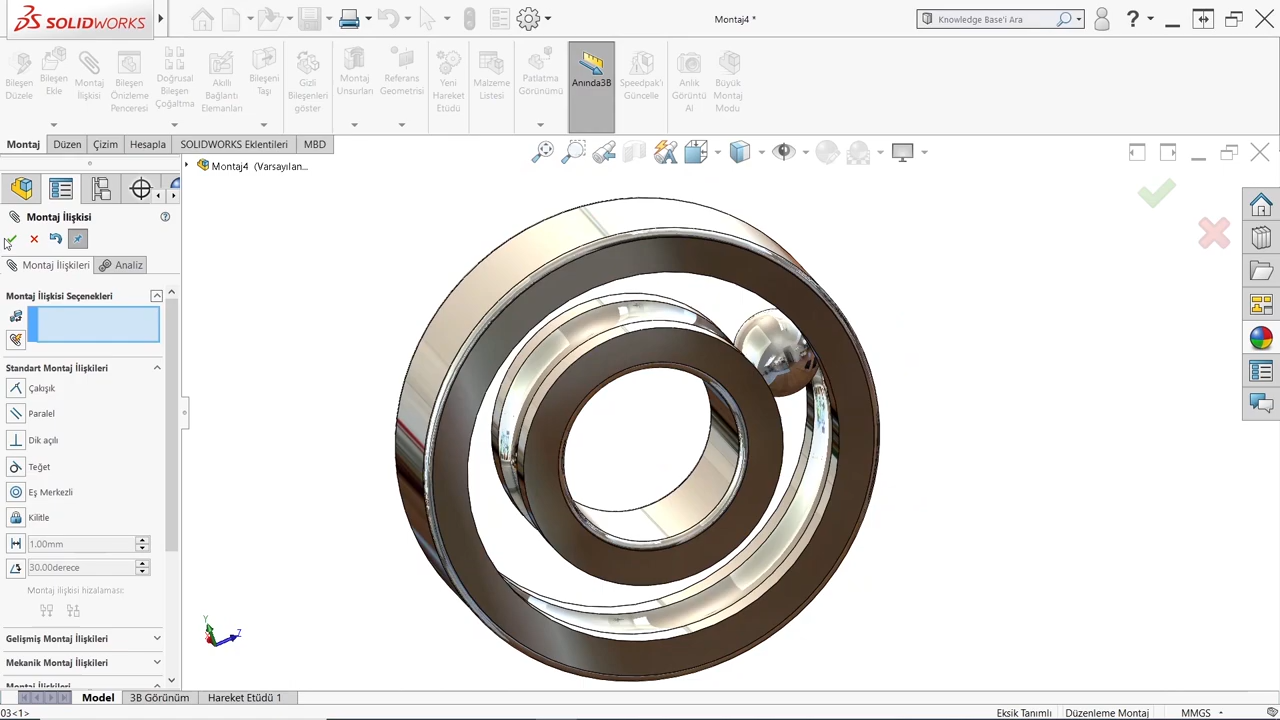 SOLIDWORKS
Montaj4 *
Knowledge Base'i Ara
Bileşen Düzele
Bileşen Ekle
Montaj İlişkisi
Bileşen Önizleme Penceresi
Doğrusal Bileşen Çoğaltma
Akıllı Bağlantı Elemanları
Bileşeni Taşı
Gizli Bileşenleri göster
Montaj Unsurları
Referans Geometrisi
Yeni Hareket Etüdü
Malzeme Listesi
Patlatma Görünümü
Anında3B
Speedpak'i Güncelle
Anlık Görüntü Al
Büyük Montaj Modu
Montaj
Düzen
Çizim
Hesapla
SOLIDWORKS Eklentileri
MBD
Montaj4 (Varsayılan...
Montaj İlişkisi
Montaj İlişkileri
Analiz
Montaj İlişkisi Seçenekleri
Standart Montaj İlişkileri
Çakışık
Paralel
Dik açılı
Teğet
Eş Merkezli
Kilitle
1.00mm
30.00derece
Montaj ilişkisi hizalaması:
Gelişmiş Montaj İlişkileri
Mekanik Montaj İlişkileri
Y
Z
Model
3B Görünüm
Hareket Etüdü 1
03<1>
Eksik Tanımlı
Düzenleme Montaj
MMGS